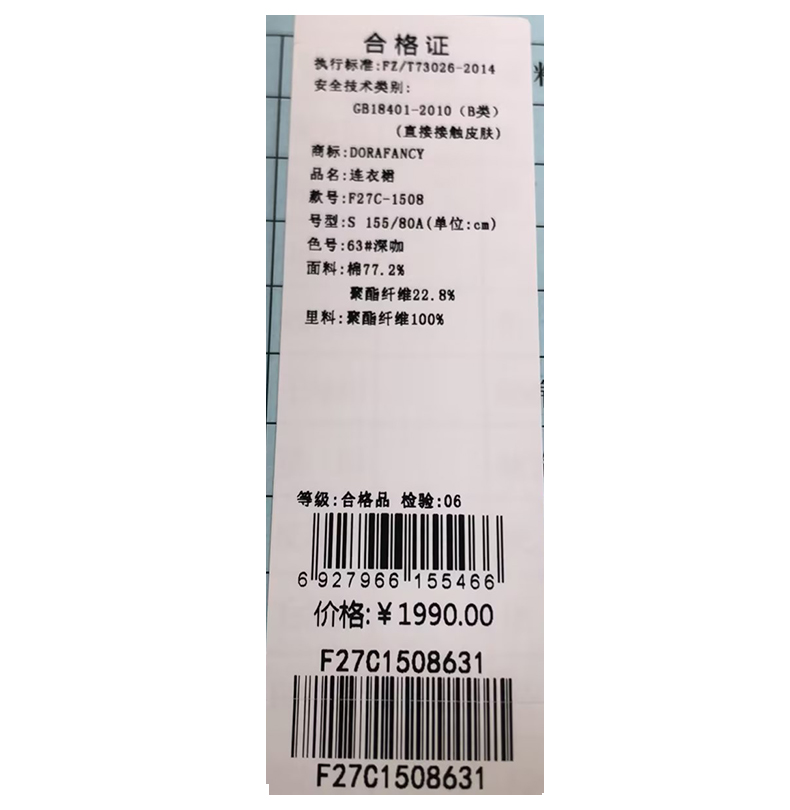 合格证
执行标准:FZ/T73026-2014
安全技术类别:
GB18401-2010（B类）
(直接接触皮肤)
商标:DORAFANCY
品名:连衣裙
款号:F27C-1508
号型:S 155/80A(单位:cm)
色号:63#深咖
面料:棉77.2%
聚酯纤维22.8%
里料:聚酯纤维100%
等级:合格品 检验:06
6 927966 155466
价格:￥1990.00
F27C1508631
F27C1508631